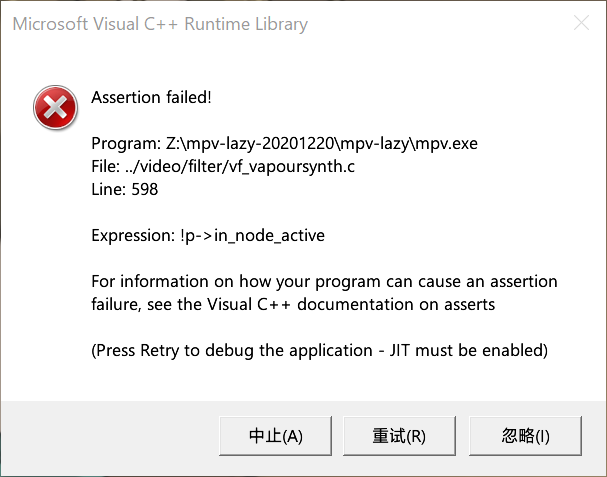 Microsoft Visual C++ Runtime Library
Assertion failed!
Program: Z:\mpv-lazy-20201220\mpv-lazy\mpv.exe
File: ../video/filter/vf_vapoursynth.c
Line: 598
Expression: !p->in_node_active
For information on how your program can cause an assertion
failure, see the Visual C++ documentation on asserts
(Press Retry to debug the application - JIT must be enabled)
中止(A) 重试(R) 忽略(I)